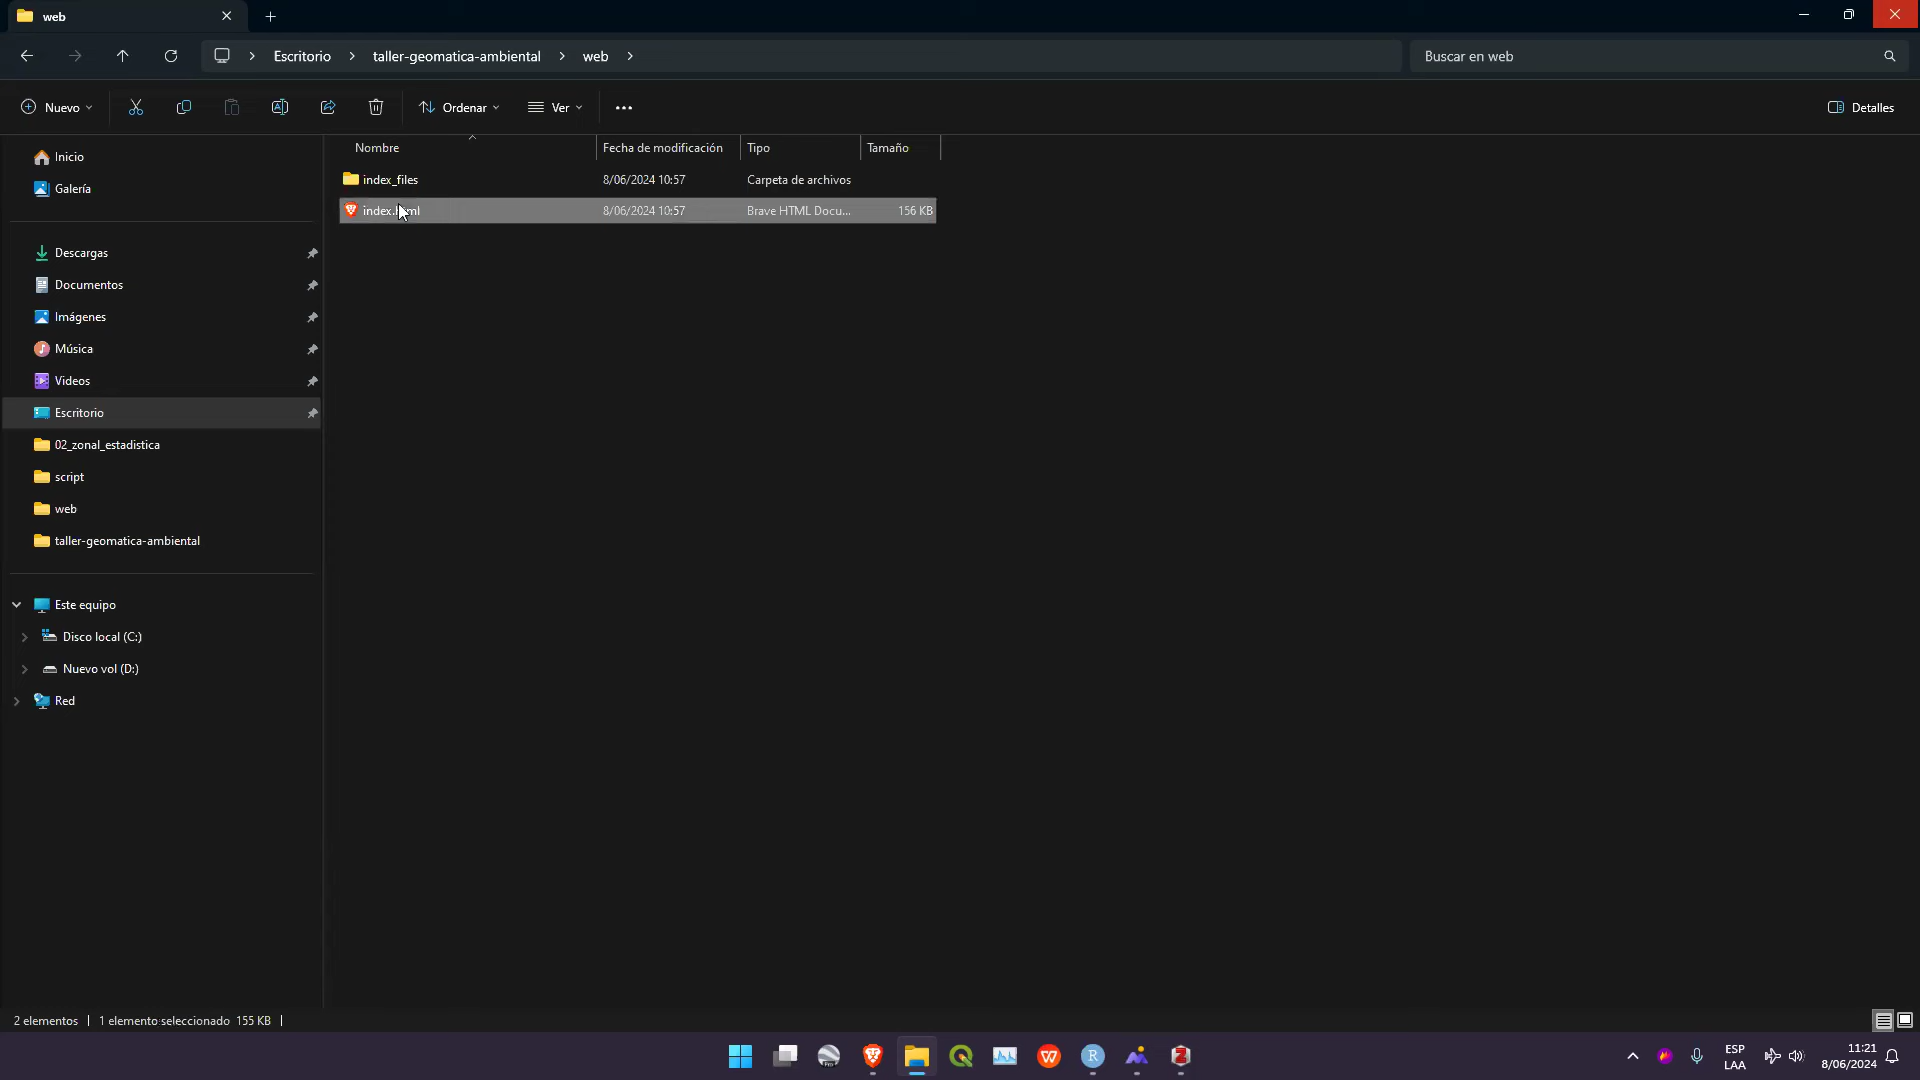 web
Escritorio
taller-geomatica-ambiental
web
Buscar en web
Nuevo
Ordenar
Ver
Detalles
Inicio
Galería
Descargas
Documentos
Imágenes
Música
Videos
Escritorio
02_zonal_estadistica
script
web
taller-geomatica-ambiental
Este equipo
Disco local (C:)
Nuevo vol (D:)
Red
Nombre Fecha de modificación Tipo Tamaño
index_files 8/06/2024 10:57 Carpeta de archivos
index.html 8/06/2024 10:57 Brave HTML Docu... 156 KB
2 elementos 1 elemento seleccionado 155 KB
ESP
LAA
11:21
8/06/2024